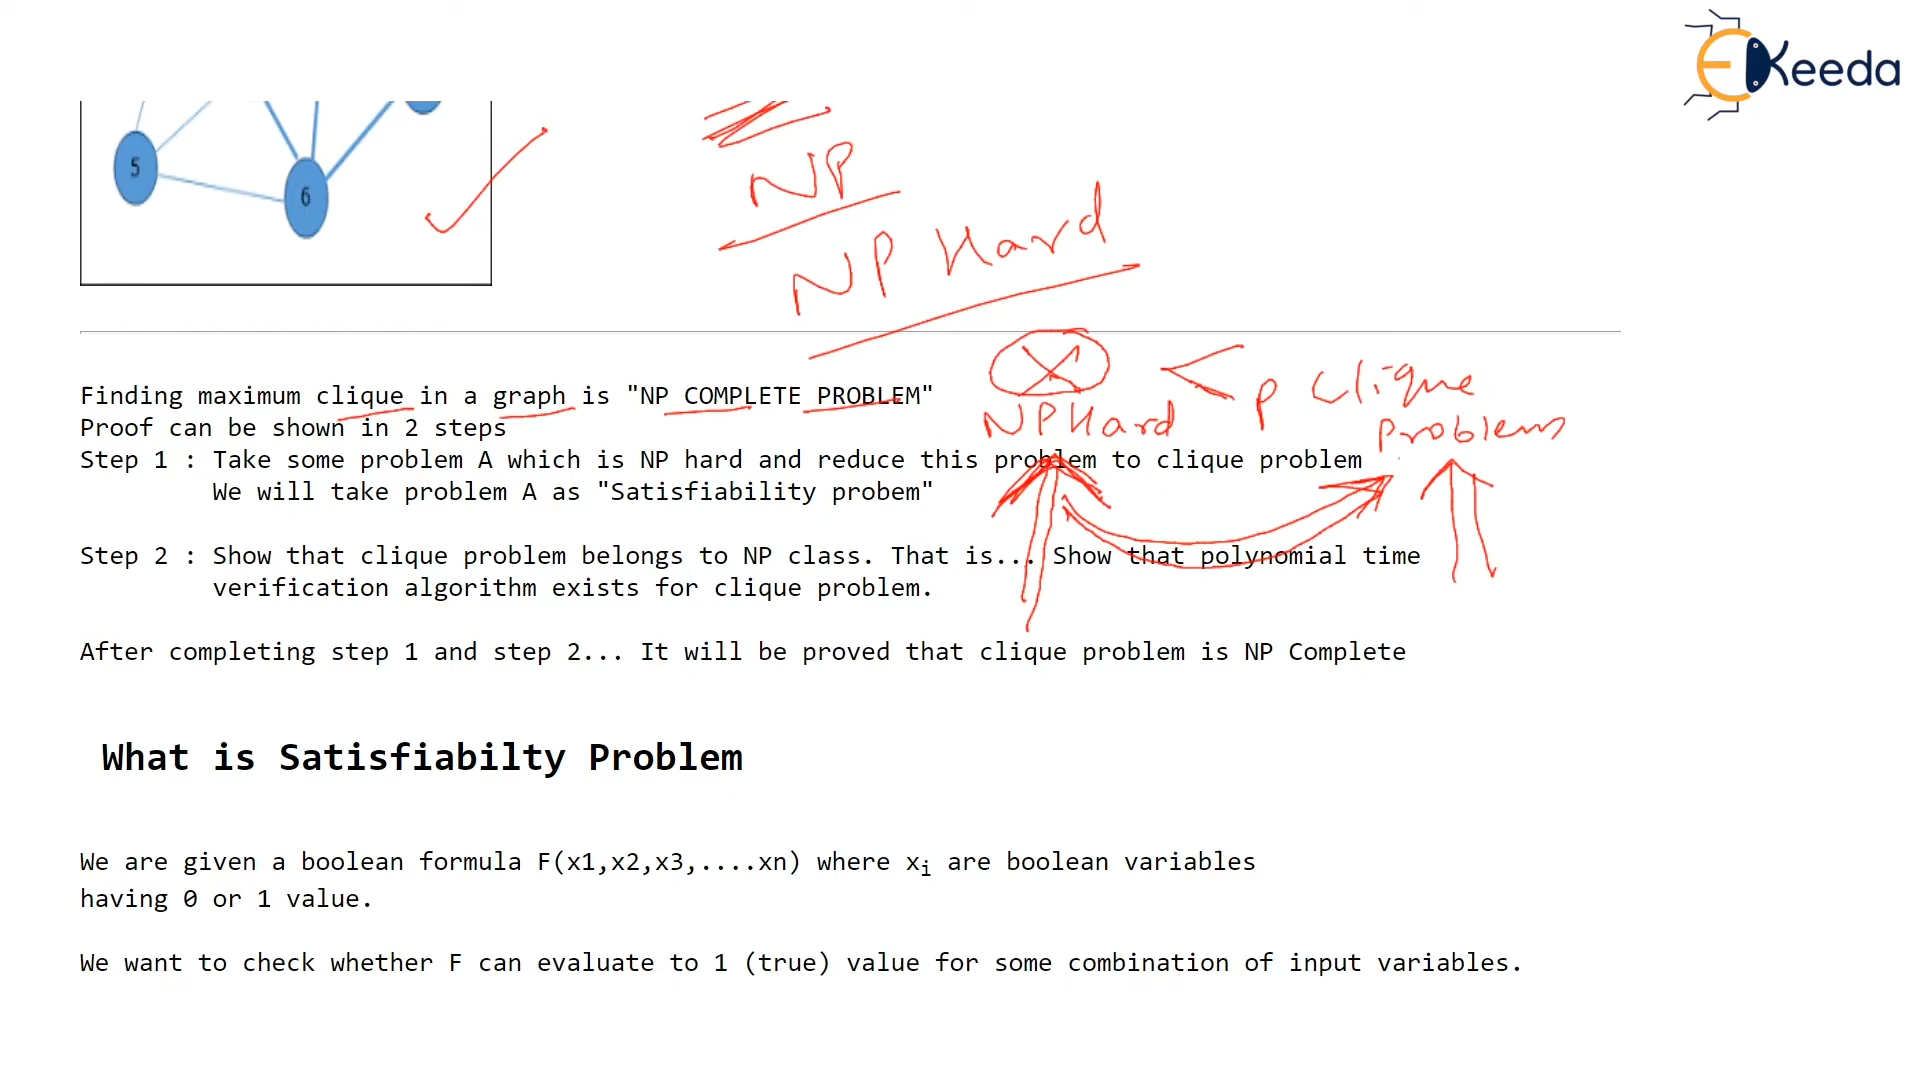 EKeeda
5
6
NP
NP Hard
X
NP Hard
<p Clique
Problems
Finding maximum clique in a graph is "NP COMPLETE PROBLEM"
Proof can be shown in 2 steps
Step 1 : Take some problem A which is NP hard and reduce this problem to clique problem
We will take problem A as "Satisfiability probem"
Step 2 : Show that clique problem belongs to NP class. That is... Show that polynomial time
verification algorithm exists for clique problem.
After completing step 1 and step 2... It will be proved that clique problem is NP Complete
What is Satisfiabilty Problem
We are given a boolean formula F(x1,x2,x3,....xn) where xi are boolean variables
having 0 or 1 value.
We want to check whether F can evaluate to 1 (true) value for some combination of input variables.